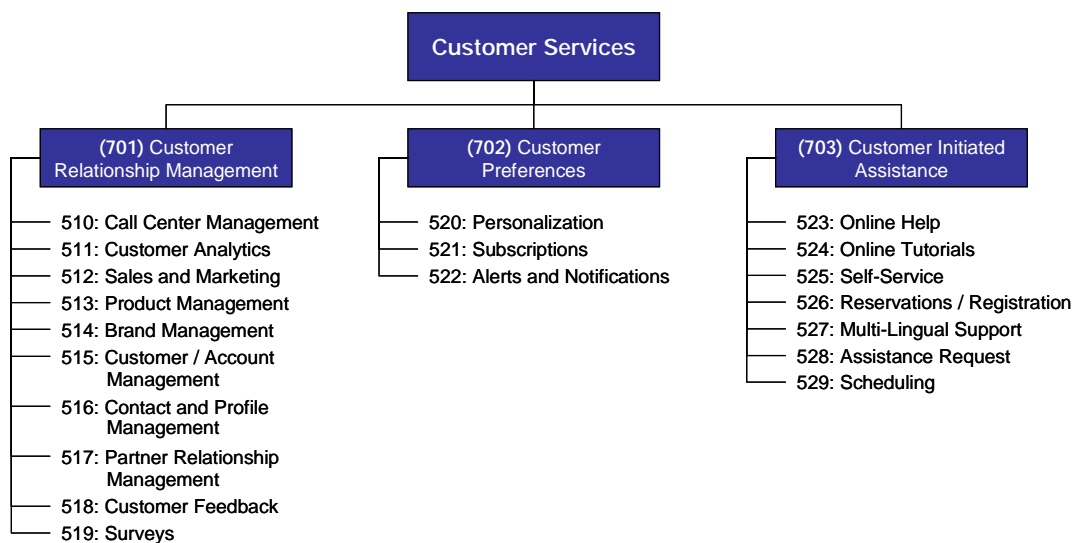 Customer Services
(701) Customer
Relationship Management
510: Call Center Management
511: Customer Analytics
512: Sales and Marketing
513: Product Management
514: Brand Management
515: Customer / Account
Management
516: Contact and Profile
Management
517: Partner Relationship
Management
518: Customer Feedback
519: Surveys
(702) Customer
Preferences
520: Personalization
521: Subscriptions
522: Alerts and Notifications
(703) Customer Initiated
Assistance
523: Online Help
524: Online Tutorials
525: Self-Service
526: Reservations / Registration
527: Multi-Lingual Support
528: Assistance Request
529: Scheduling